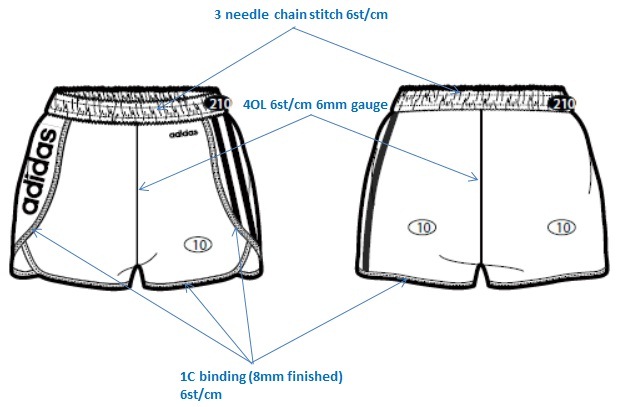 3 needle chain stitch 6st/cm
210
4OL 6st/cm 6mm gauge
210
adidas
adidas
10
10
10
1C binding (8mm finished)
6st/cm